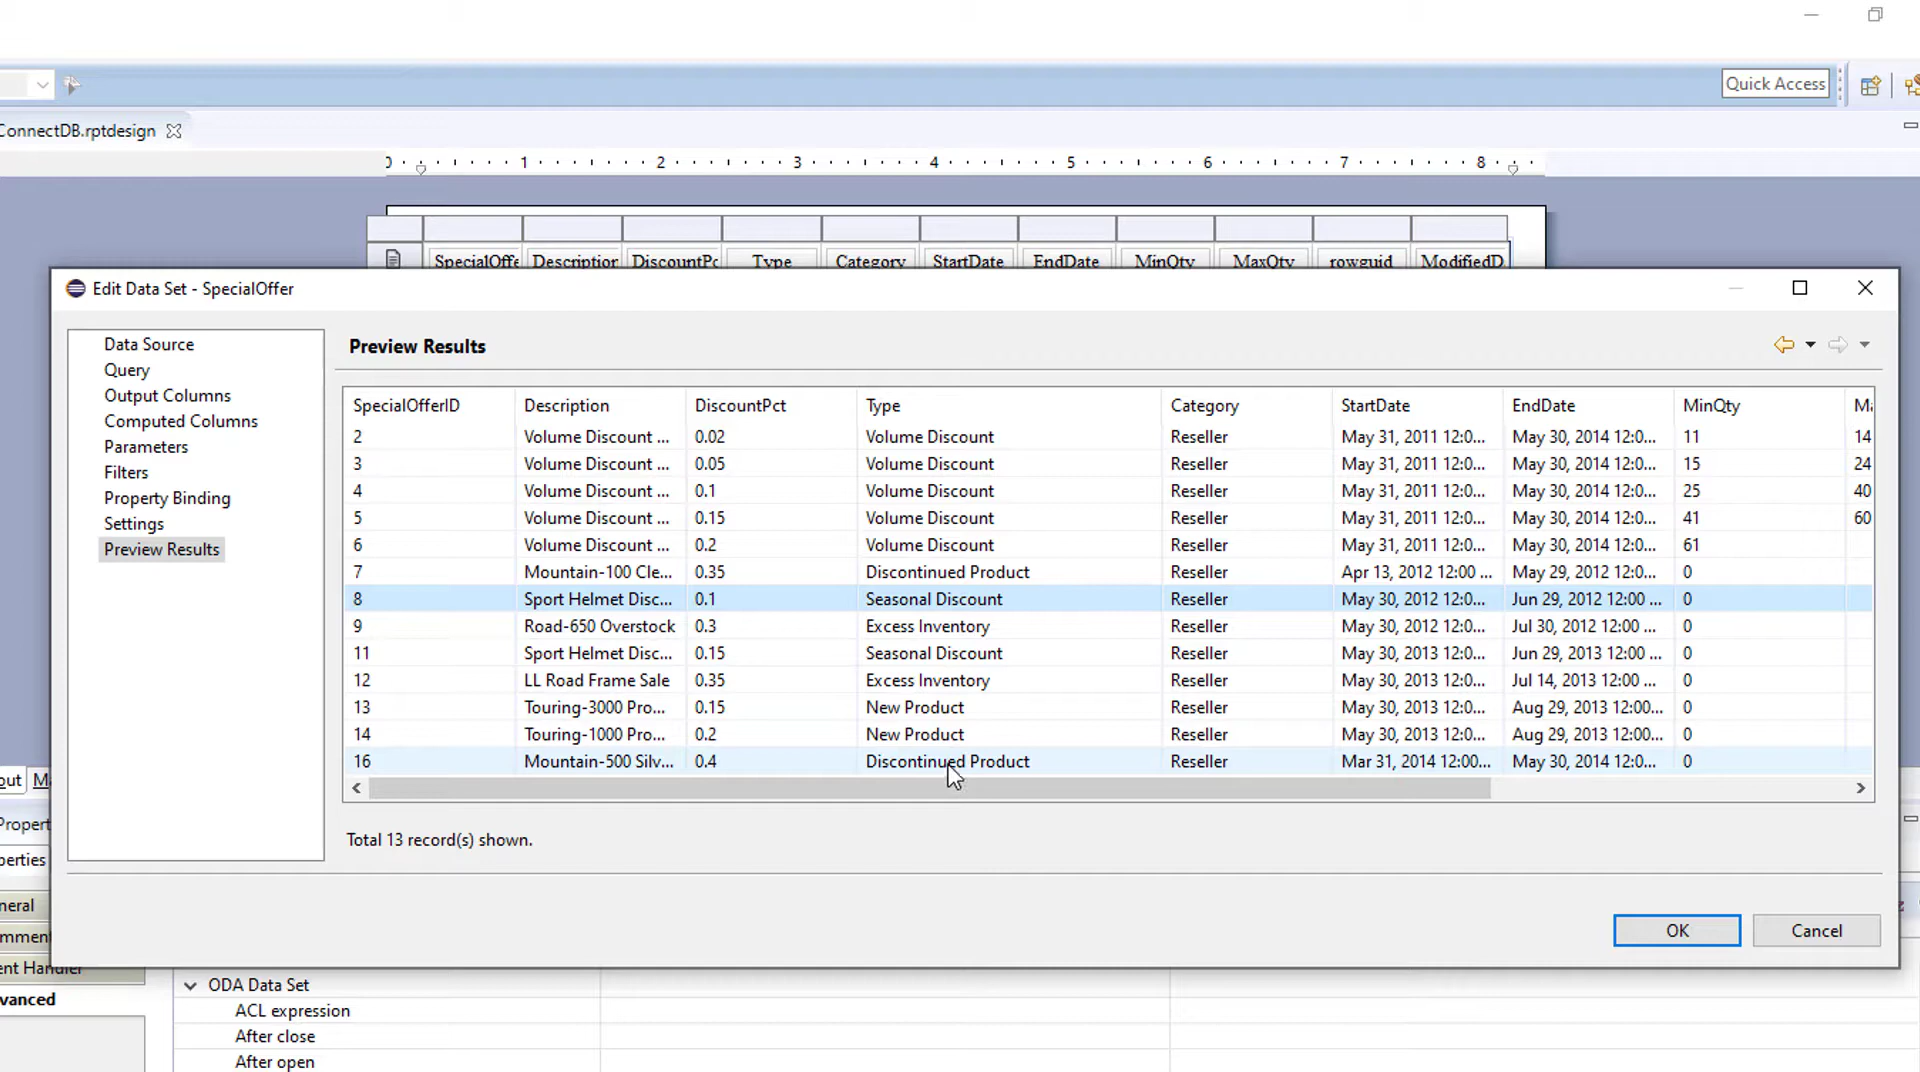 Quick Access
ConnectDB.rptdesign
0 1 2 3 4 5 6 7 8
SpecialOffe Description DiscountPc Type Category StartDate EndDate MinQty MaxQty rowguid ModifiedD
Edit Data Set - SpecialOffer
Data Source
Query
Output Columns
Computed Columns
Parameters
Filters
Property Binding
Settings
Preview Results
Preview Results
SpecialOfferID Description DiscountPct Type Category StartDate EndDate MinQty Ma
2 Volume Discount ... 0.02 Volume Discount Reseller May 31, 2011 12:0... May 30, 2014 12:0... 11 14
3 Volume Discount ... 0.05 Volume Discount Reseller May 31, 2011 12:0... May 30, 2014 12:0... 15 24
4 Volume Discount ... 0.1 Volume Discount Reseller May 31, 2011 12:0... May 30, 2014 12:0... 25 40
5 Volume Discount ... 0.15 Volume Discount Reseller May 31, 2011 12:0... May 30, 2014 12:0... 41 60
6 Volume Discount ... 0.2 Volume Discount Reseller May 31, 2011 12:0... May 30, 2014 12:0... 61
7 Mountain-100 Cle... 0.35 Discontinued Product Reseller Apr 13, 2012 12:00 ... May 29, 2012 12:0... 0
8 Sport Helmet Disc... 0.1 Seasonal Discount Reseller May 30, 2012 12:0... Jun 29, 2012 12:00 ... 0
9 Road-650 Overstock 0.3 Excess Inventory Reseller May 30, 2012 12:0... Jul 30, 2012 12:00 ... 0
11 Sport Helmet Disc... 0.15 Seasonal Discount Reseller May 30, 2013 12:0... Jun 29, 2013 12:00 ... 0
12 LL Road Frame Sale 0.35 Excess Inventory Reseller May 30, 2013 12:0... Jul 14, 2013 12:00 ... 0
13 Touring-3000 Pro... 0.15 New Product Reseller May 30, 2013 12:0... Aug 29, 2013 12:00... 0
14 Touring-1000 Pro... 0.2 New Product Reseller May 30, 2013 12:0... Aug 29, 2013 12:00... 0
16 Mountain-500 Silv... 0.4 Discontinued Product Reseller Mar 31, 2014 12:00... May 30, 2014 12:0... 0
Total 13 record(s) shown.
OK Cancel
out Ma
Propert
perties
neral
mment
ent Handler
vanced
ODA Data Set
ACL expression
After close
After open